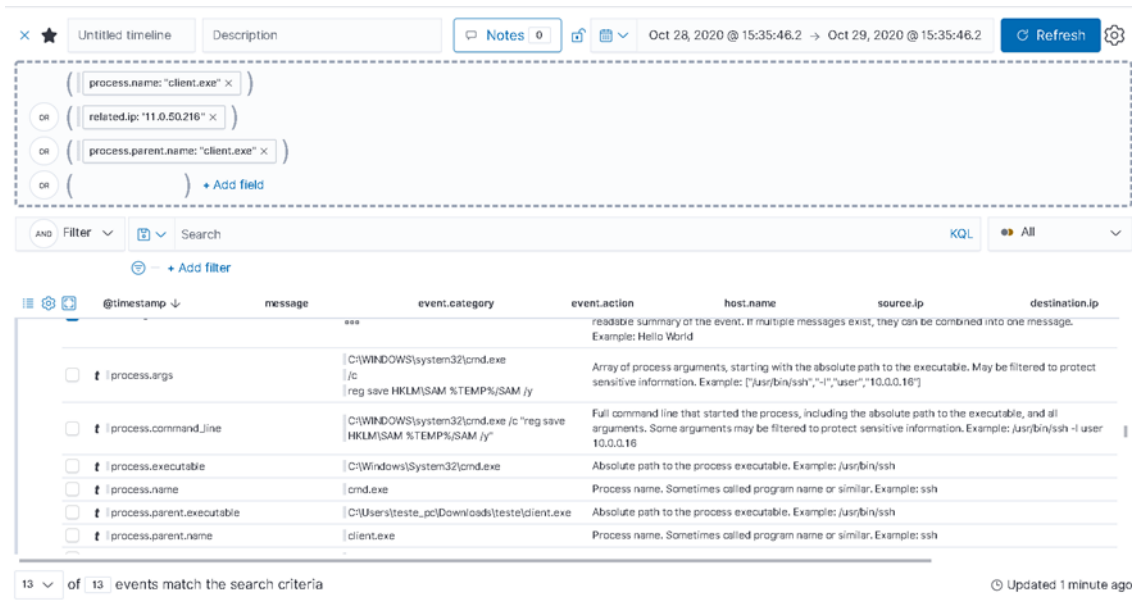 Untitled timeline Description Notes 0 Oct 28, 2020 @ 15:35:46.2 → Oct 29, 2020 @ 15:35:46.2 Refresh
( process.name: "client.exe" × )
OR ( related.ip: "11.0.50.216" × )
OR ( process.parent.name: "client.exe" × )
OR ( ) + Add field
AND Filter Search KQL All
+ Add filter
@timestamp ↓ message event.category event.action host.name source.ip destination.ip
readable summary of the event. If multiple messages exist, they can be combined into one message.
Example: Hello World
C:\WINDOWS\system32\cmd.exe
t process.args /c Array of process arguments, starting with the absolute path to the executable. May be filtered to protect
reg save HKLM\SAM %TEMP%/SAM /y sensitive information. Example: ["/usr/bin/ssh","-l","user","10.0.0.16"]
Full command line that started the process, including the absolute path to the executable, and all
t process.command_line C:\WINDOWS\system32\cmd.exe /c "reg save arguments. Some arguments may be filtered to protect sensitive information. Example: /usr/bin/ssh -l user
HKLM\SAM %TEMP%/SAM /y" 10.0.0.16
t process.executable C:\Windows\System32\cmd.exe Absolute path to the process executable. Example: /usr/bin/ssh
t process.name cmd.exe Process name. Sometimes called program name or similar. Example: ssh
t process.parent.executable C:\Users\teste_pc\Downloads\teste\client.exe Absolute path to the process executable. Example: /usr/bin/ssh
t process.parent.name client.exe Process name. Sometimes called program name or similar. Example: ssh
13 of 13 events match the search criteria Updated 1 minute ago